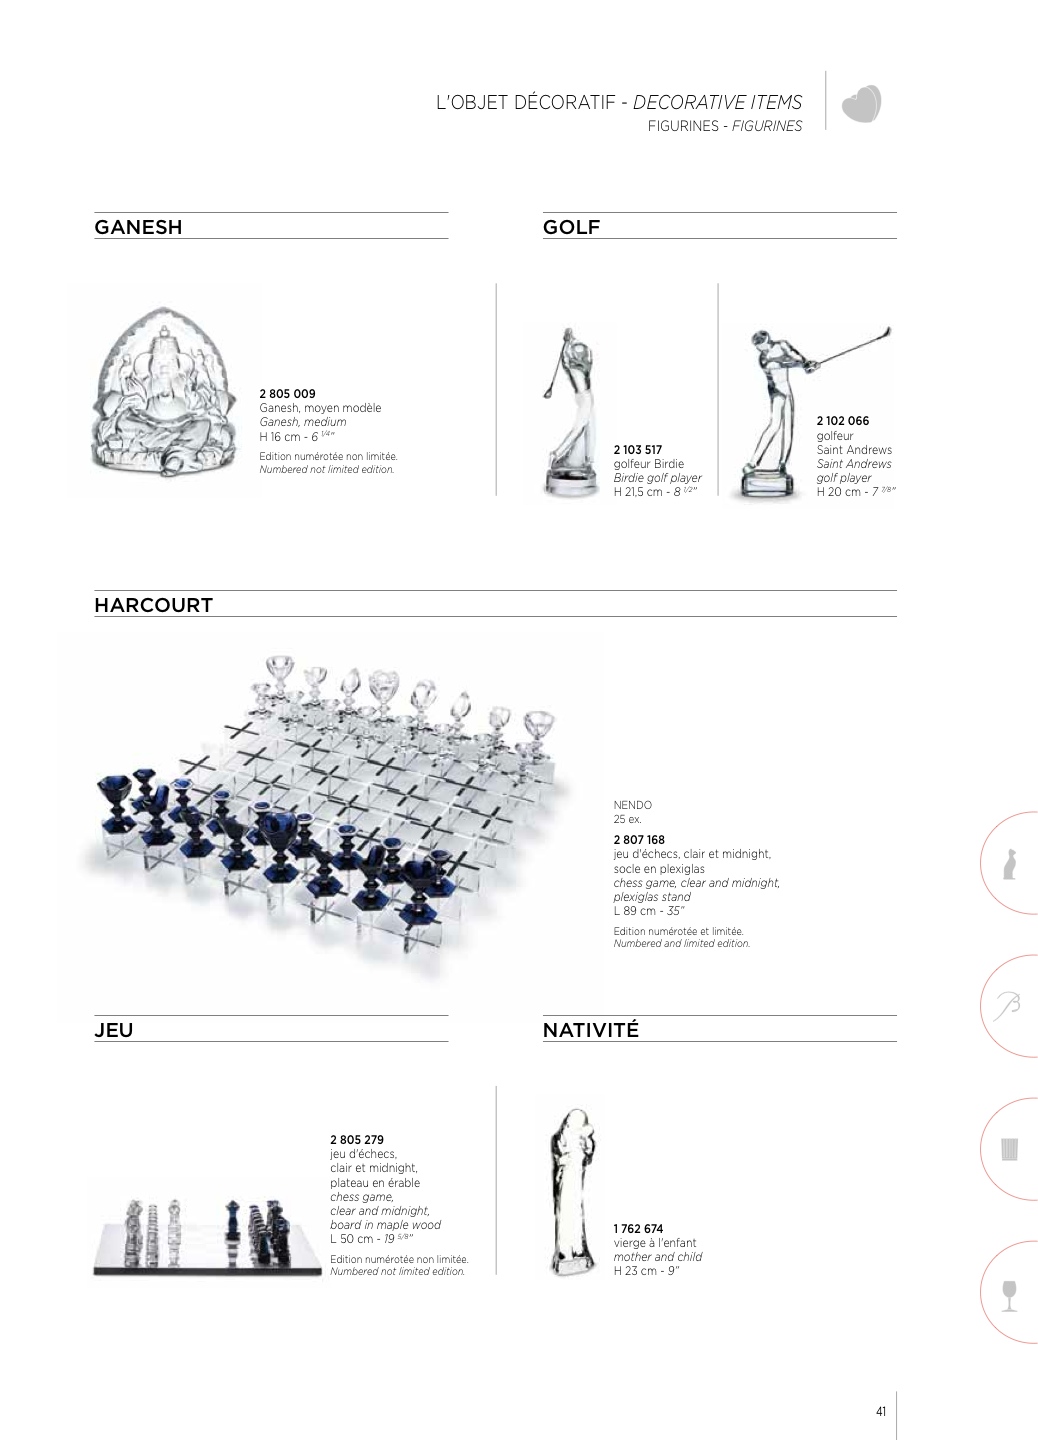 L'OBJET DÉCORATIF - DECORATIVE ITEMS
FIGURINES - FIGURINES
GANESH
2 805 009
Ganesh, moyen modèle
Ganesh, medium
H 16 cm - 6 1/4"
Edition numérotée non limitée.
Numbered not limited edition.
GOLF
2 103 517
golfeur Birdie
Birdie golf player
H 21,5 cm - 8 1/2"
2 102 066
golfeur
Saint Andrews
Saint Andrews
golf player
H 20 cm - 7 7/8"
HARCOURT
NENDO
25 ex.
2 807 168
jeu d'échecs, clair et midnight,
socle en plexiglas
chess game, clear and midnight,
plexiglas stand
L 89 cm - 35"
Edition numérotée et limitée.
Numbered and limited edition.
JEU
2 805 279
jeu d'échecs,
clair et midnight,
plateau en érable
chess game,
clear and midnight,
board in maple wood
L 50 cm - 19 5/8"
Edition numérotée non limitée.
Numbered not limited edition.
NATIVITÉ
1 762 674
vierge à l'enfant
mother and child
H 23 cm - 9"
B
41